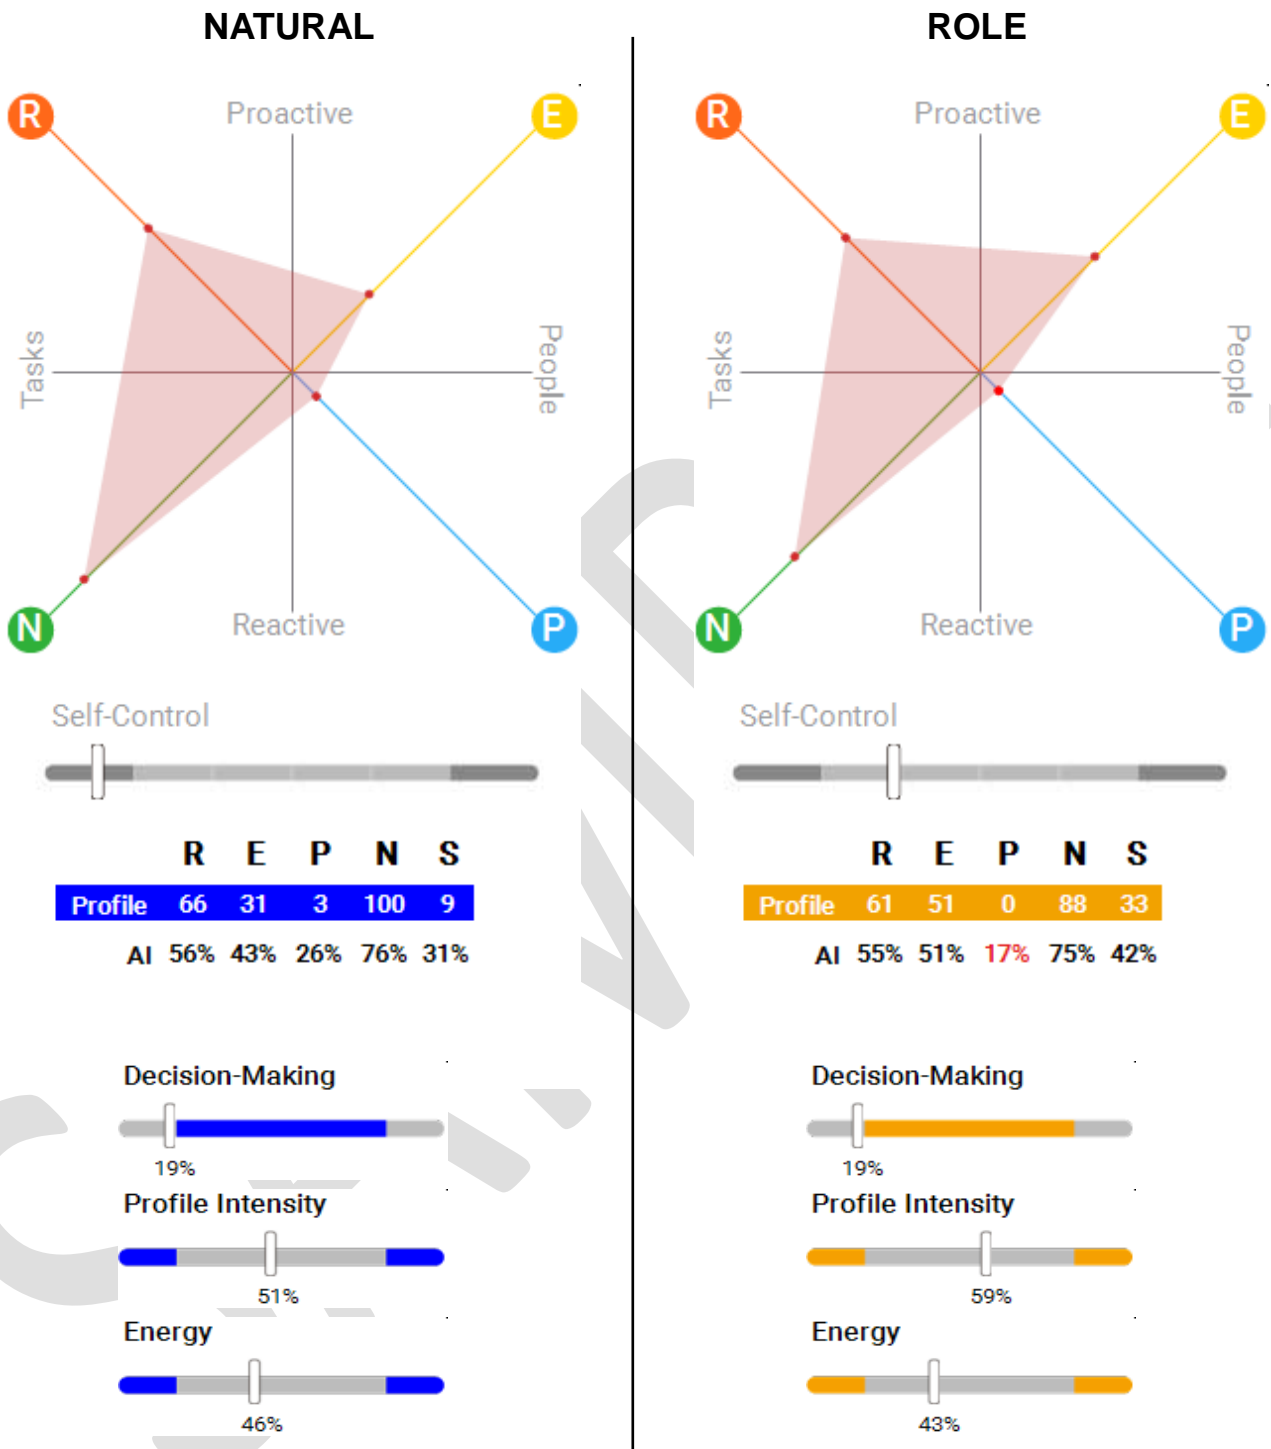 NATURAL
R
Proactive
E
Tasks
People
N
Reactive
P
Self-Control
R E P N S
Profile 66 31 3 100 9
AI 56% 43% 26% 76% 31%
Decision-Making
19%
Profile Intensity
51%
Energy
46%
ROLE
R
Proactive
E
Tasks
People
N
Reactive
P
Self-Control
R E P N S
Profile 61 51 0 88 33
AI 55% 51% 17% 75% 42%
Decision-Making
19%
Profile Intensity
59%
Energy
43%